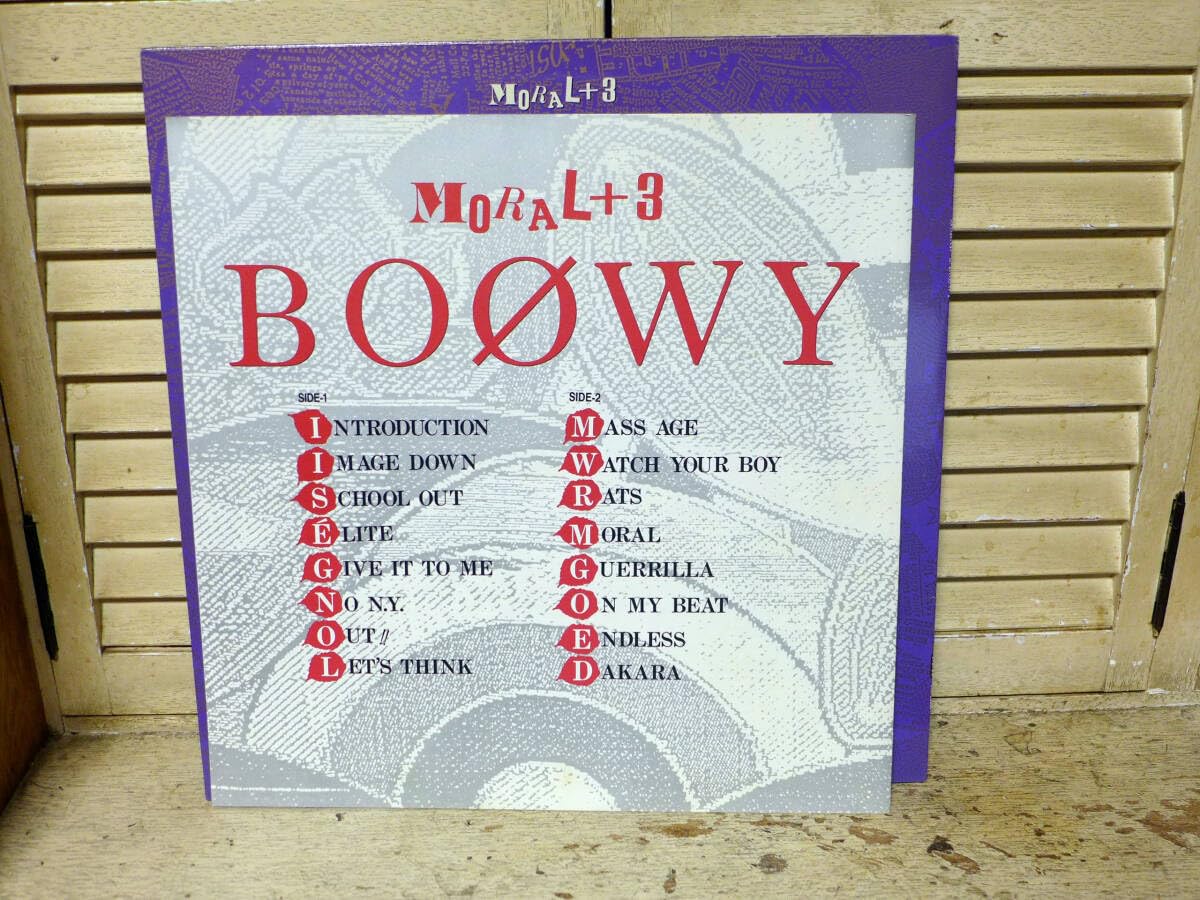 MORAL+3
MORAL+3
BOØWY
SIDE-1
INTRODUCTION
IMAGE DOWN
SCHOOL OUT
ÉLITE
GIVE IT TO ME
NO N.Y.
OUT!!
LET'S THINK
SIDE-2
MASS AGE
WATCH YOUR BOY
RATS
MORAL
GUERRILLA
ON MY BEAT
ENDLESS
DAKARA